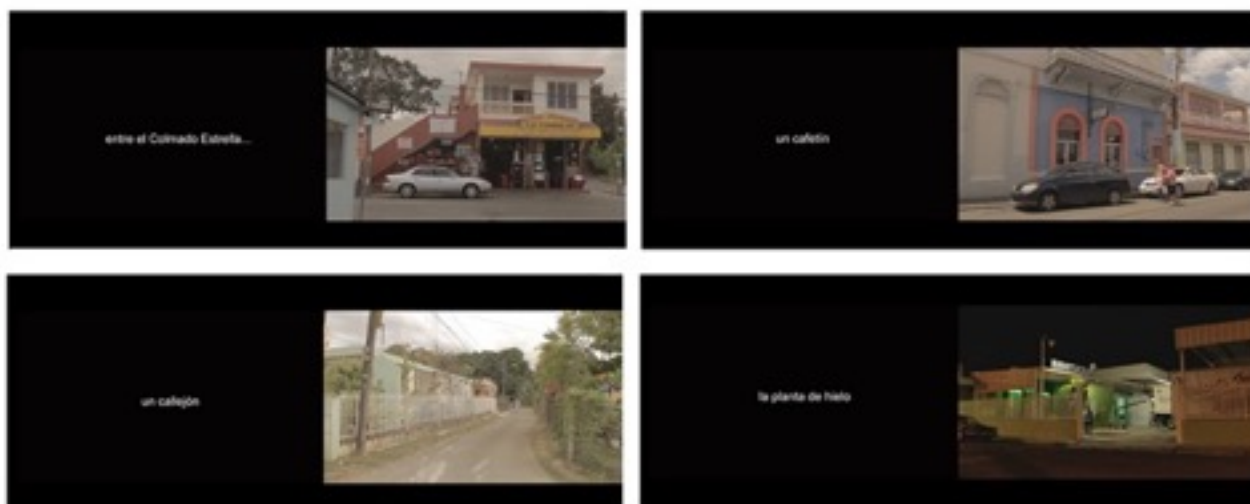 entre el Colmado Estrella...
un cafetín
un callejón
la planta de hielo